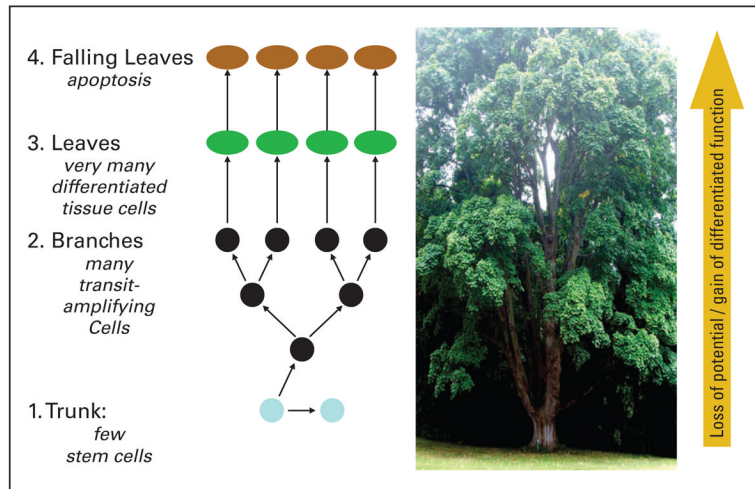 4. Falling Leaves
apoptosis
3. Leaves
very many
differentiated
tissue cells
2. Branches
many
transit-
amplifying
Cells
1. Trunk:
few
stem cells
Loss of potential / gain of differentiated function